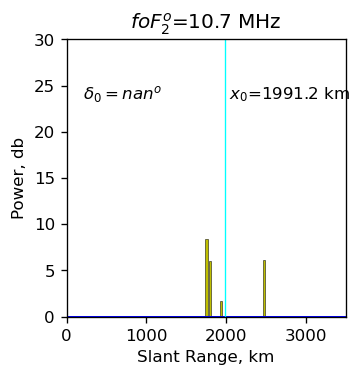 foF₂ᵒ=10.7 MHz
30
25
20
15
10
5
0
Power, db
δ₀ = nanᵒ
x₀=1991.2 km
0 1000 2000 3000
Slant Range, km